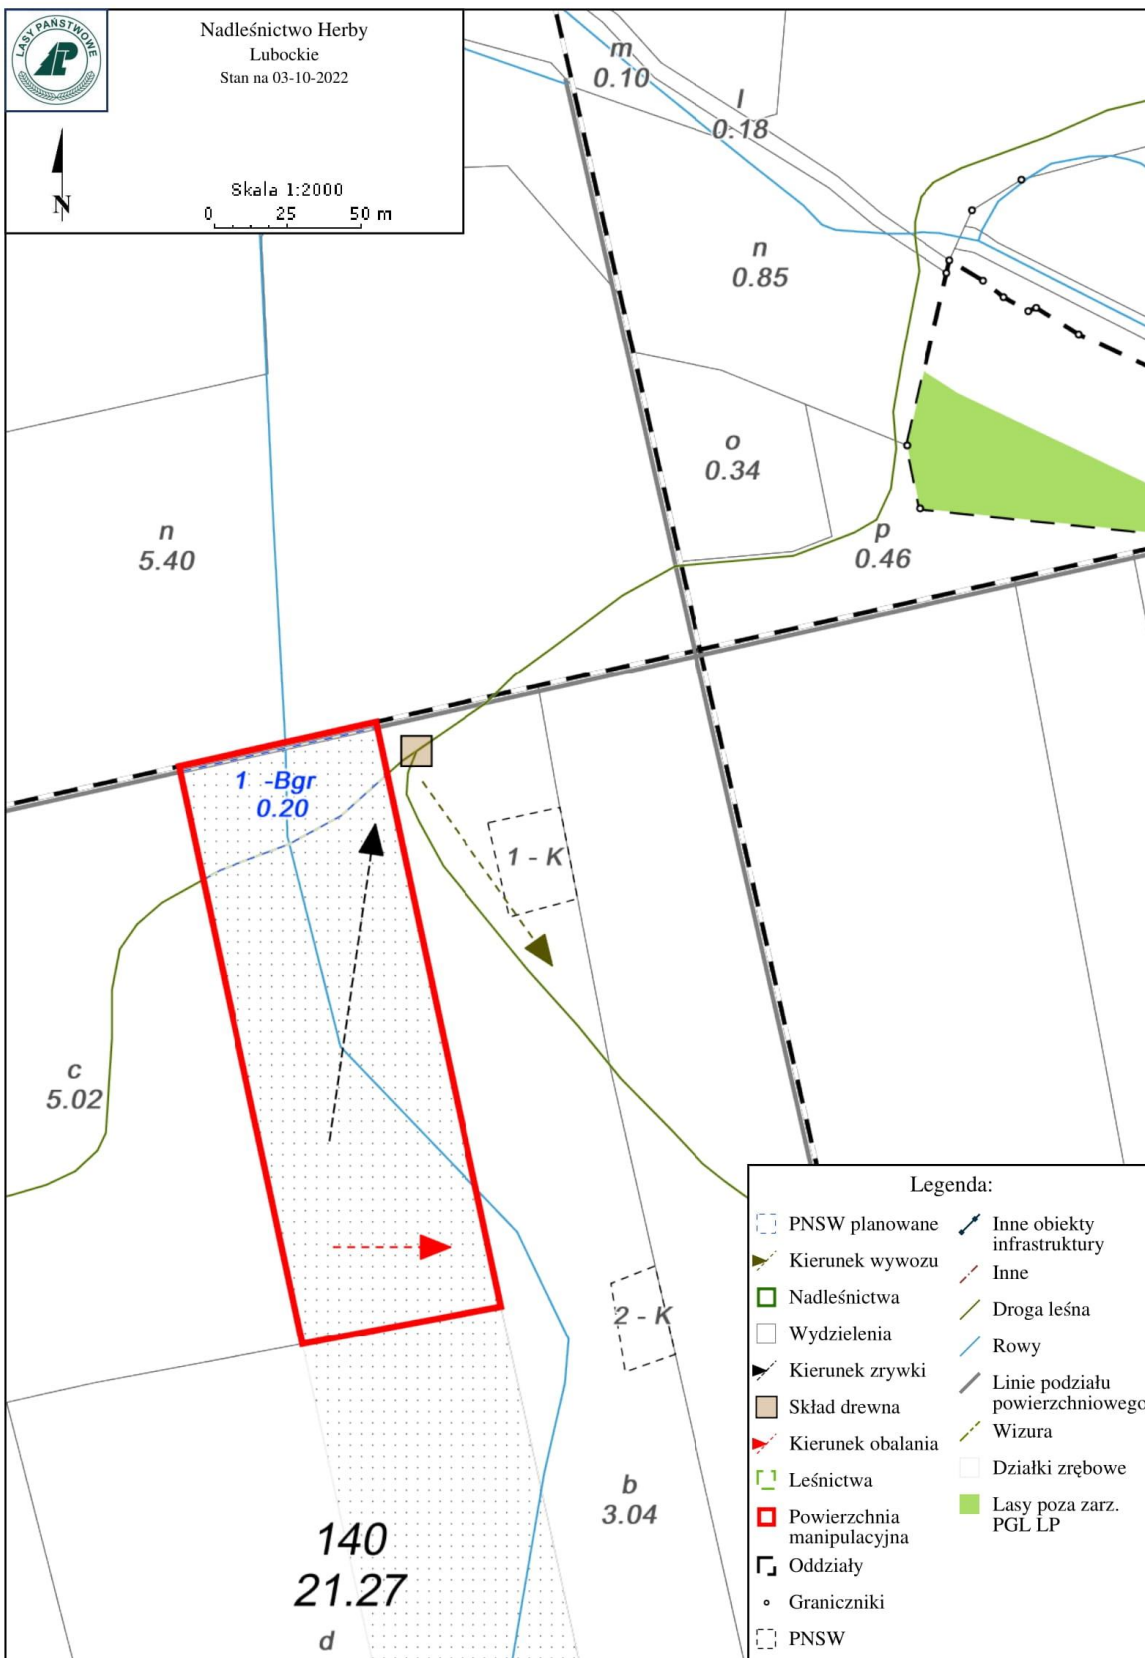 LASY PAŃSTWOWE
Nadleśnictwo Herby
Lubockie
Stan na 03-10-2022
N
Skala 1:2000
0 25 50 m
m
0.10
l
0.18
n
0.85
o
0.34
p
0.46
n
5.40
1 -Bgr
0.20
1 - K
c
5.02
2 - K
b
3.04
140
21.27
d
Legenda:
PNSW planowane
Kierunek wywozu
Nadleśnictwa
Wydzielenia
Kierunek zrywki
Skład drewna
Kierunek obalania
Leśnictwa
Powierzchnia
manipulacyjna
Oddziały
Graniczniki
PNSW
Inne obiekty
infrastruktury
Inne
Droga leśna
Rowy
Linie podziału
powierzchniowego
Wizura
Działki zrębowe
Lasy poza zarz.
PGL LP